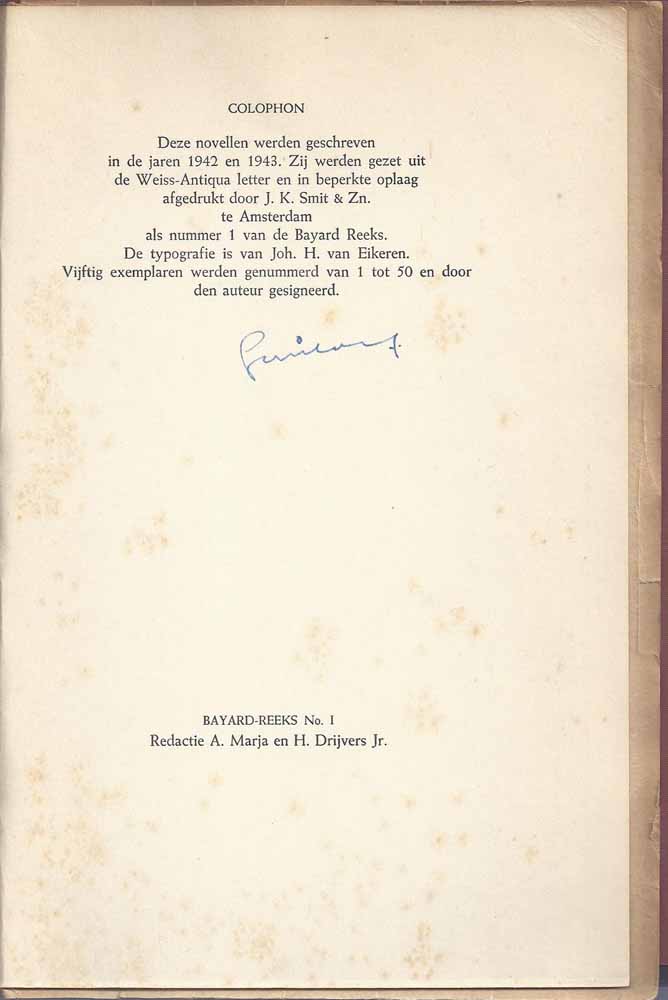 COLOPHON
Deze novellen werden geschreven
in de jaren 1942 en 1943. Zij werden gezet uit
de Weiss-Antiqua letter en in beperkte oplaag
afgedrukt door J. K. Smit & Zn.
te Amsterdam
als nummer 1 van de Bayard Reeks.
De typografie is van Joh. H. van Eikeren.
Vijftig exemplaren werden genummerd van 1 tot 50 en door
den auteur gesigneerd.
BAYARD-REEKS No. I
Redactie A. Marja en H. Drijvers Jr.